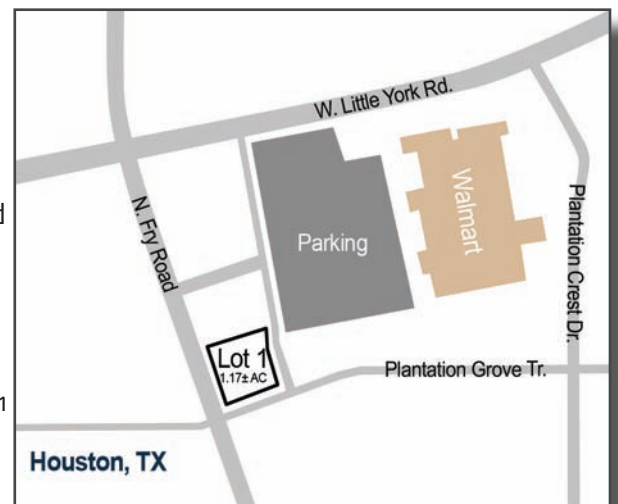 W. Little York Rd.
N. Fry Road
Parking
Walmart
Plantation Crest Dr.
Lot 1
1.17± AC
Plantation Grove Tr.
Houston, TX